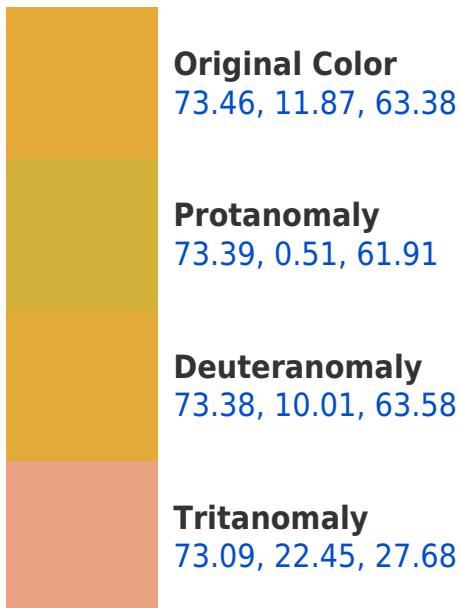 Original Color
73.46, 11.87, 63.38
Protanomaly
73.39, 0.51, 61.91
Deuteranomaly
73.38, 10.01, 63.58
Tritanomaly
73.09, 22.45, 27.68